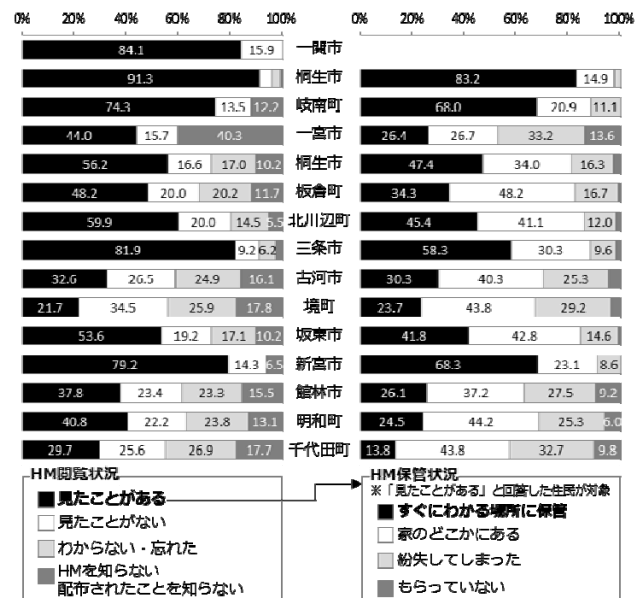 0% 20% 40% 60% 80% 100% 0% 20% 40% 60% 80% 100%
84.1 15.9 一関市
91.3 桐生市 83.2 14.9
74.3 13.5 12.2 岐南町 68.0 20.9 11.1
44.0 15.7 40.3 一宮市 26.4 26.7 33.2 13.6
56.2 16.6 17.0 10.2 桐生市 47.4 34.0 16.3
48.2 20.0 20.2 11.7 板倉町 34.3 48.2 16.7
59.9 20.0 14.5 5.5 北川辺町 45.4 41.1 12.0
81.9 9.2 6.2 三条市 58.3 30.3 9.6
32.6 26.5 24.9 16.1 古河市 30.3 40.3 25.3
21.7 34.5 25.9 17.8 境町 23.7 43.8 29.2
53.6 19.2 17.1 10.2 坂東市 41.8 42.8 14.6
79.2 14.3 6.5 新宮市 68.3 23.1 8.6
37.8 23.4 23.3 15.5 館林市 26.1 37.2 27.5 9.2
40.8 22.2 23.8 13.1 明和町 24.5 44.2 25.3 6.0
29.7 25.6 26.9 17.7 千代田町 13.8 43.8 32.7 9.8
HM閲覧状況
見たことがある
見たことがない
わからない・忘れた
HMを知らない
配布されたことを知らない
HM保管状況
※「見たことがある」と回答した住民が対象
すぐにわかる場所に保管
家のどこかにある
紛失してしまった
もらっていない